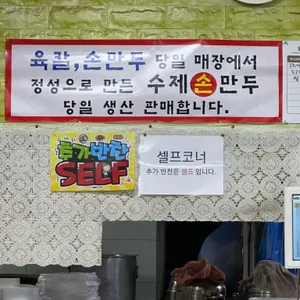 육칼,손만두 당일 매장에서
정성으로 만든 수제손만두
당일 생산 판매합니다.
추가반찬
SELF
셀프코너
추가 반찬은 셀프 입니다.